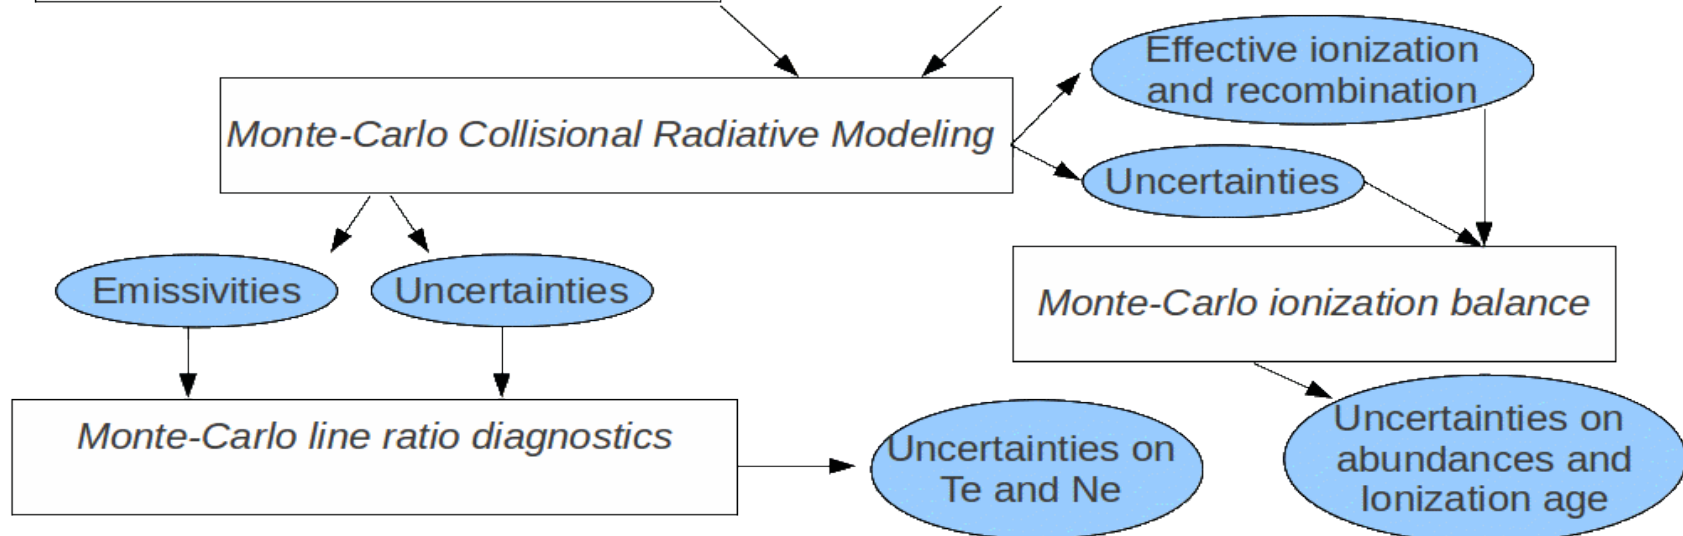 Effective ionization
and recombination
Monte-Carlo Collisional Radiative Modeling
Uncertainties
Emissivities
Uncertainties
Monte-Carlo ionization balance
Monte-Carlo line ratio diagnostics
Uncertainties on
Te and Ne
Uncertainties on
abundances and
Ionization age